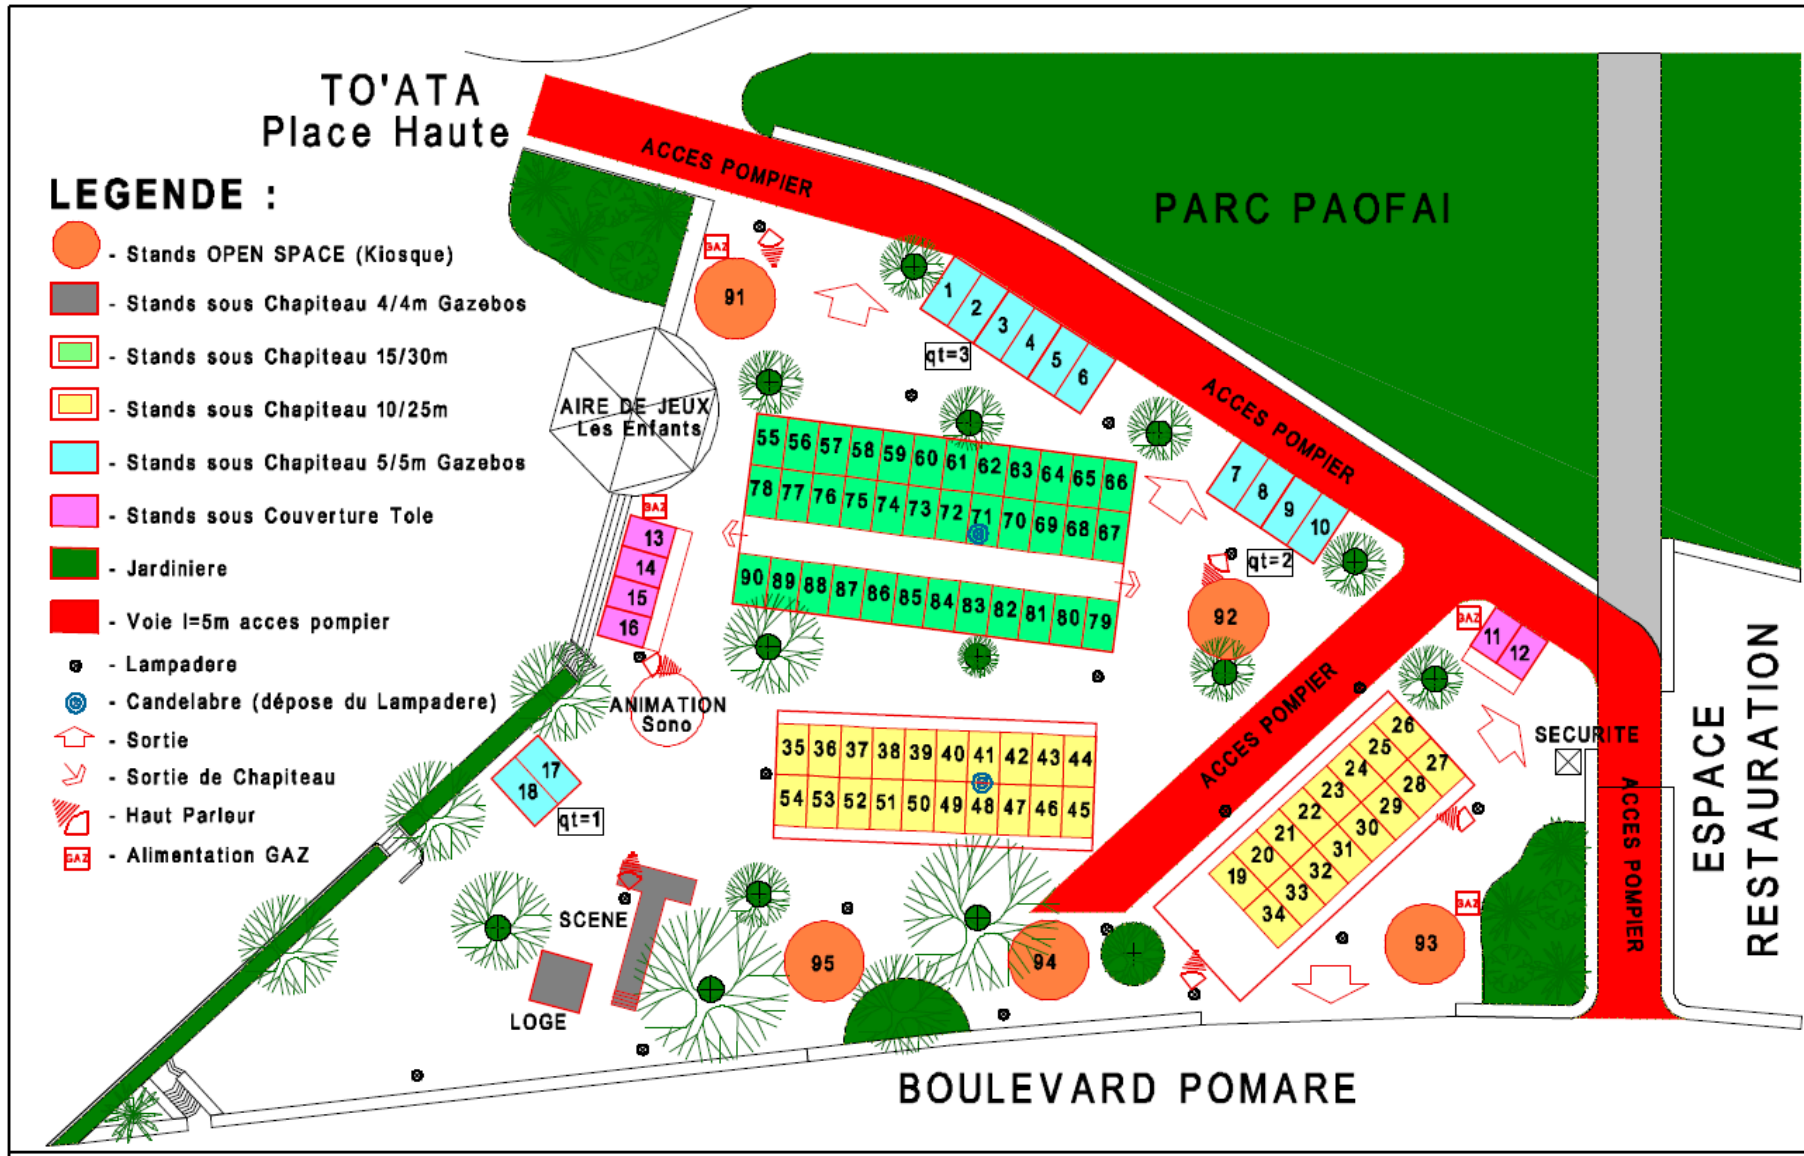 TO'ATA
Place Haute
LEGENDE :
- Stands OPEN SPACE (Kiosque)
- Stands sous Chapiteau 4/4m Gazebos
- Stands sous Chapiteau 15/30m
- Stands sous Chapiteau 10/25m
- Stands sous Chapiteau 5/5m Gazebos
- Stands sous Couverture Tole
- Jardiniere
- Voie l=5m acces pompier
- Lampadere
- Candelabre (dépose du Lampadere)
- Sortie
- Sortie de Chapiteau
- Haut Parleur
GAZ - Alimentation GAZ
ACCES POMPIER
PARC PAOFAI
GAZ
91
1 2 3 4 5 6
qt=3
ACCES POMPIER
AIRE DE JEUX
Les Enfants
55 56 57 58 59 60 61 62 63 64 65 66
78 77 76 75 74 73 72 71 70 69 68 67
90 89 88 87 86 85 84 83 82 81 80 79
7 8 9 10
qt=2
92
GAZ
13
14
15
16
GAZ
11 12
ANIMATION
Sono
17
18
qt=1
35 36 37 38 39 40 41 42 43 44
54 53 52 51 50 49 48 47 46 45
ACCES POMPIER
19 20 21 22 23 24 25 26
34 33 32 31 30 29 28 27
SECURITE
ACCES POMPIER
ESPACE
RESTAURATION
SCENE
LOGE
95
94
GAZ
93
BOULEVARD POMARE